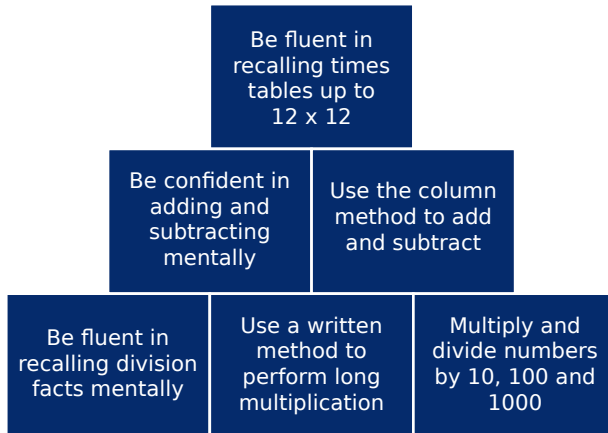 Be fluent in
recalling times
tables up to
12 x 12
Be confident in
adding and
subtracting
mentally
Use the column
method to add
and subtract
Be fluent in
recalling division
facts mentally
Use a written
method to
perform long
multiplication
Multiply and
divide numbers
by 10, 100 and
1000